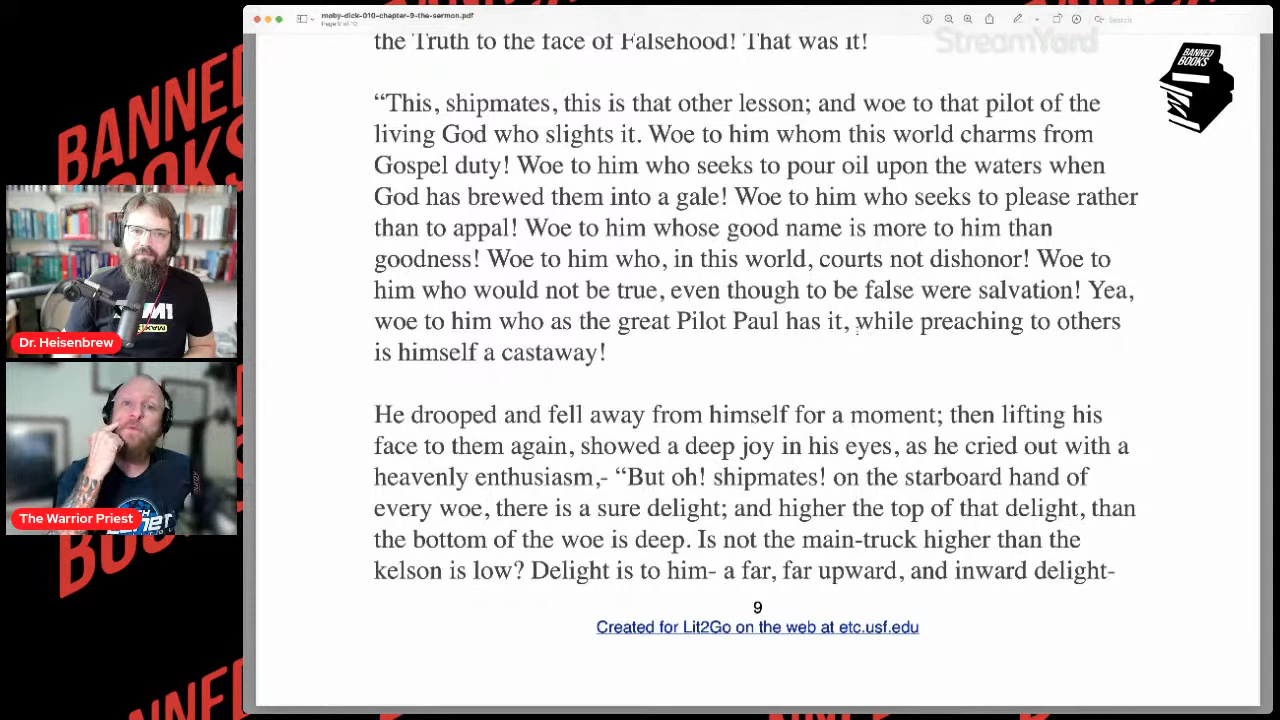 moby-dick-010-chapter-9-the-sermon.pdf
Search
StreamYard
the Truth to the face of Falsehood! That was it!
BANNED
BOOKS
“This, shipmates, this is that other lesson; and woe to that pilot of the
living God who slights it. Woe to him whom this world charms from
Gospel duty! Woe to him who seeks to pour oil upon the waters when
God has brewed them into a gale! Woe to him who seeks to please rather
than to appal! Woe to him whose good name is more to him than
goodness! Woe to him who, in this world, courts not dishonor! Woe to
him who would not be true, even though to be false were salvation! Yea,
woe to him who as the great Pilot Paul has it, while preaching to others
is himself a castaway!
He drooped and fell away from himself for a moment; then lifting his
face to them again, showed a deep joy in his eyes, as he cried out with a
heavenly enthusiasm,- “But oh! shipmates! on the starboard hand of
every woe, there is a sure delight; and higher the top of that delight, than
the bottom of the woe is deep. Is not the main-truck higher than the
kelson is low? Delight is to him- a far, far upward, and inward delight-
9
Created for Lit2Go on the web at etc.usf.edu
Dr. Heisenbrew
The Warrior Priest
BANNED